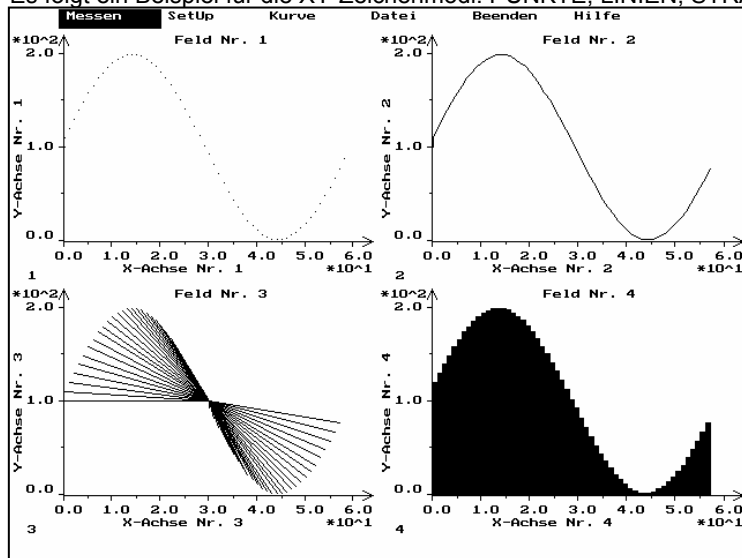 Es folgt ein Beispiel für die XY-Zeichenmodi: PUNKTE, LINIEN,
Messen SetUp Kurve Datei Beenden Hilfe
*10^2 Feld Nr. 1
2.0
1.0
0.0
Y-Achse Nr. 1
0.0 1.0 2.0 3.0 4.0 5.0 6.0
X-Achse Nr. 1 *10^1
1
*10^2 Feld Nr. 2
2.0
1.0
0.0
Y-Achse Nr. 2
0.0 1.0 2.0 3.0 4.0 5.0 6.0
X-Achse Nr. 2 *10^1
2
*10^2 Feld Nr. 3
2.0
1.0
0.0
Y-Achse Nr. 3
0.0 1.0 2.0 3.0 4.0 5.0 6.0
X-Achse Nr. 3 *10^1
3
*10^2 Feld Nr. 4
2.0
1.0
0.0
Y-Achse Nr. 4
0.0 1.0 2.0 3.0 4.0 5.0 6.0
X-Achse Nr. 4 *10^1
4